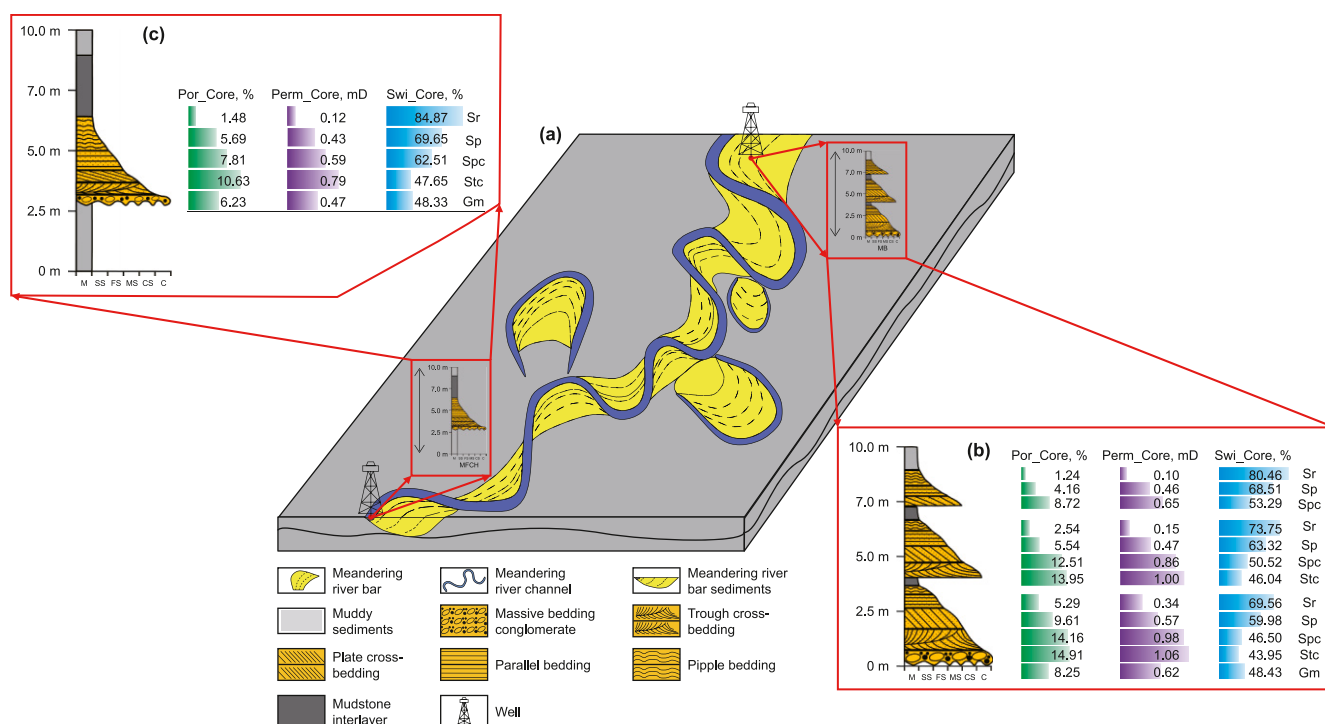 (c)
10.0 m
7.0 m
5.0 m
2.5 m
0 m
M SS FS MS CS C
Por_Core, % Perm_Core, mD Swi_Core, %
1.48 0.12 84.87 Sr
5.69 0.43 69.65 Sp
7.81 0.59 62.51 Spc
10.63 0.79 47.65 Stc
6.23 0.47 48.33 Gm
(a)
10.0 m
7.0 m
5.0 m
2.5 m
0 m
M SS FS MS CS C
MB
10.0 m
7.0 m
5.0 m
2.5 m
0 m
M SS FS MS CS C
MFCH
(b)
10.0 m
7.0 m
5.0 m
2.5 m
0 m
M SS FS MS CS C
Por_Core, % Perm_Core, mD Swi_Core, %
1.24 0.10 80.46 Sr
4.16 0.46 68.51 Sp
8.72 0.65 53.29 Spc
2.54 0.15 73.75 Sr
5.54 0.47 63.32 Sp
12.51 0.86 50.52 Spc
13.95 1.00 46.04 Stc
5.29 0.34 69.56 Sr
9.61 0.57 59.98 Sp
14.16 0.98 46.50 Spc
14.91 1.06 43.95 Stc
8.25 0.62 48.43 Gm
Meandering
river bar
Meandering
river channel
Meandering river
bar sediments
Muddy
sediments
Massive bedding
conglomerate
Trough cross-
bedding
Plate cross-
bedding
Parallel bedding
Pipple bedding
Mudstone
interlayer
Well